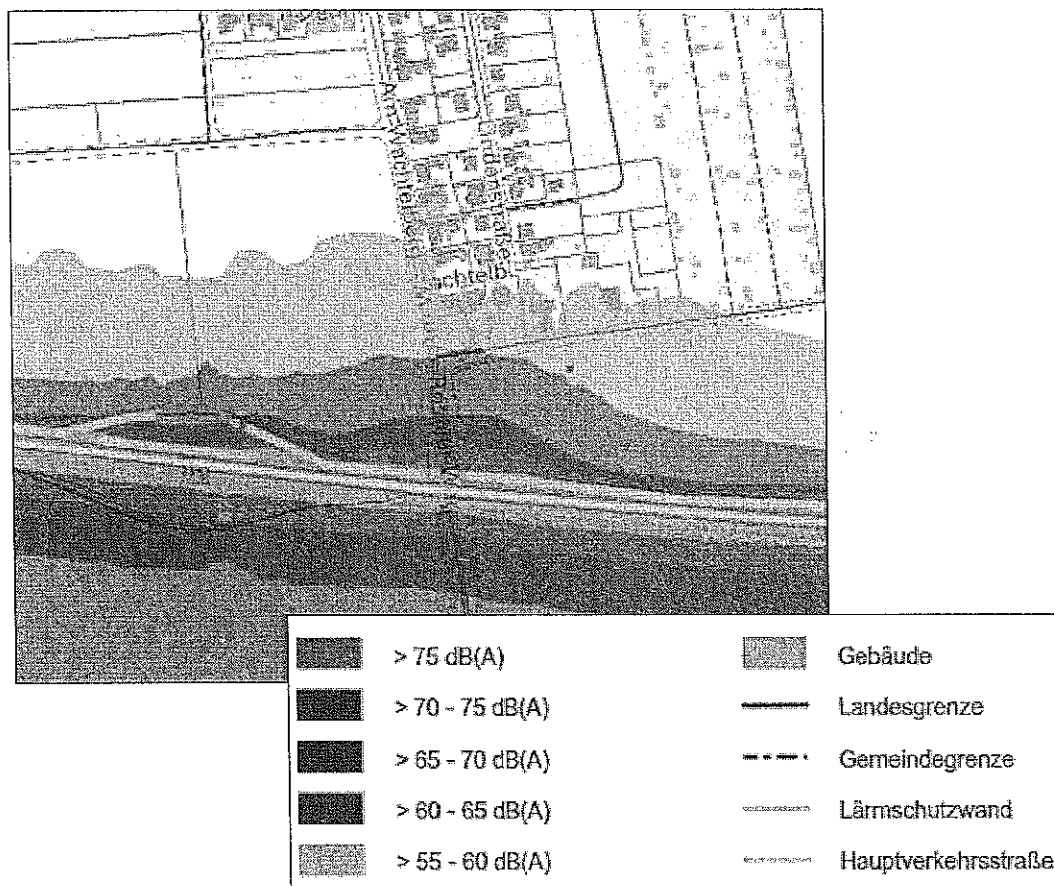 > 75 dB(A)
> 70 - 75 dB(A)
> 65 - 70 dB(A)
> 60 - 65 dB(A)
> 55 - 60 dB(A)
Gebäude
Landesgrenze
Gemeindegrenze
Lärmschutzwand
Hauptverkehrsstraße